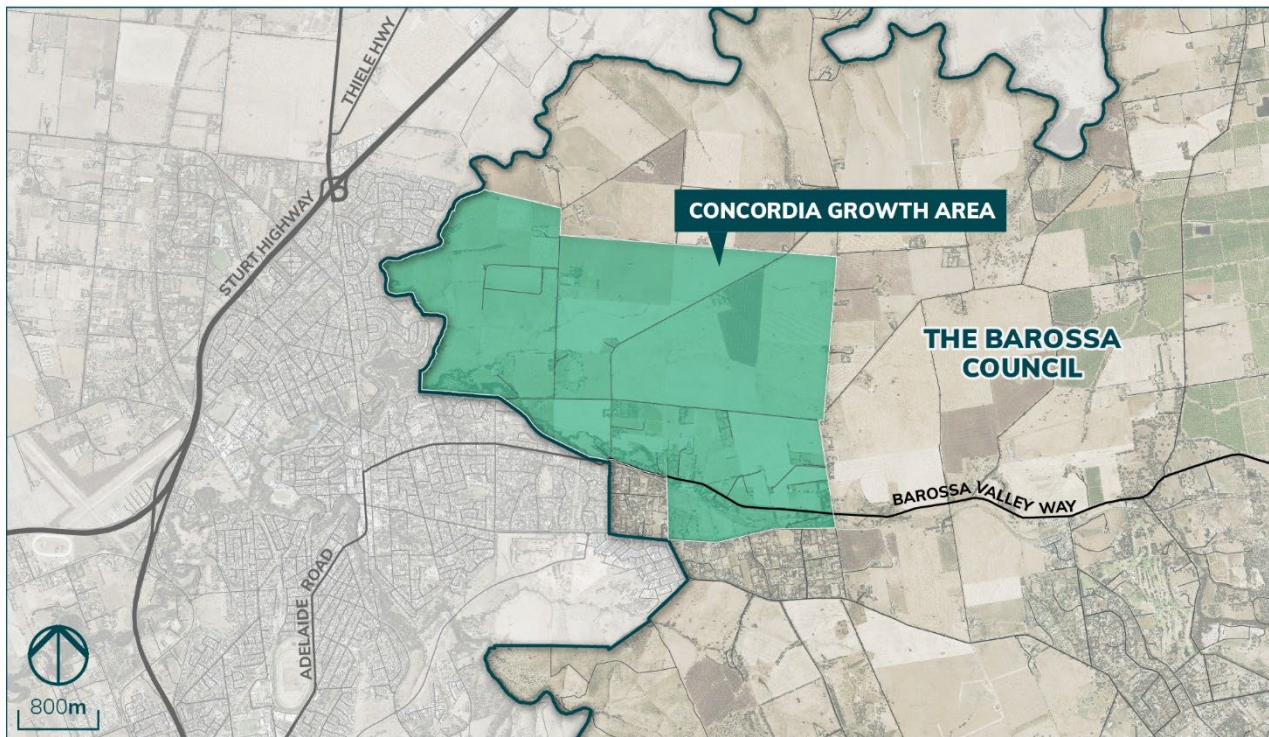 THIELE HWY
STURT HIGHWAY
CONCORDIA GROWTH AREA
THE BAROSSA
COUNCIL
BAROSSA VALLEY WAY
ADELAIDE ROAD
800m